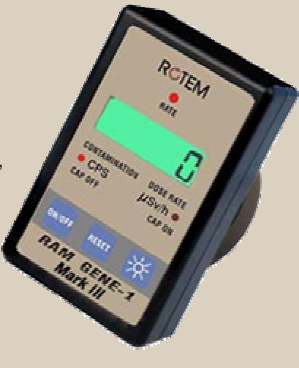 ROTEM
RATE
0
CONTAMINATION DOSE RATE
CPS µSv/h
CAP OFF CAP ON
ON/OFF RESET
RAM GENE-1
Mark III